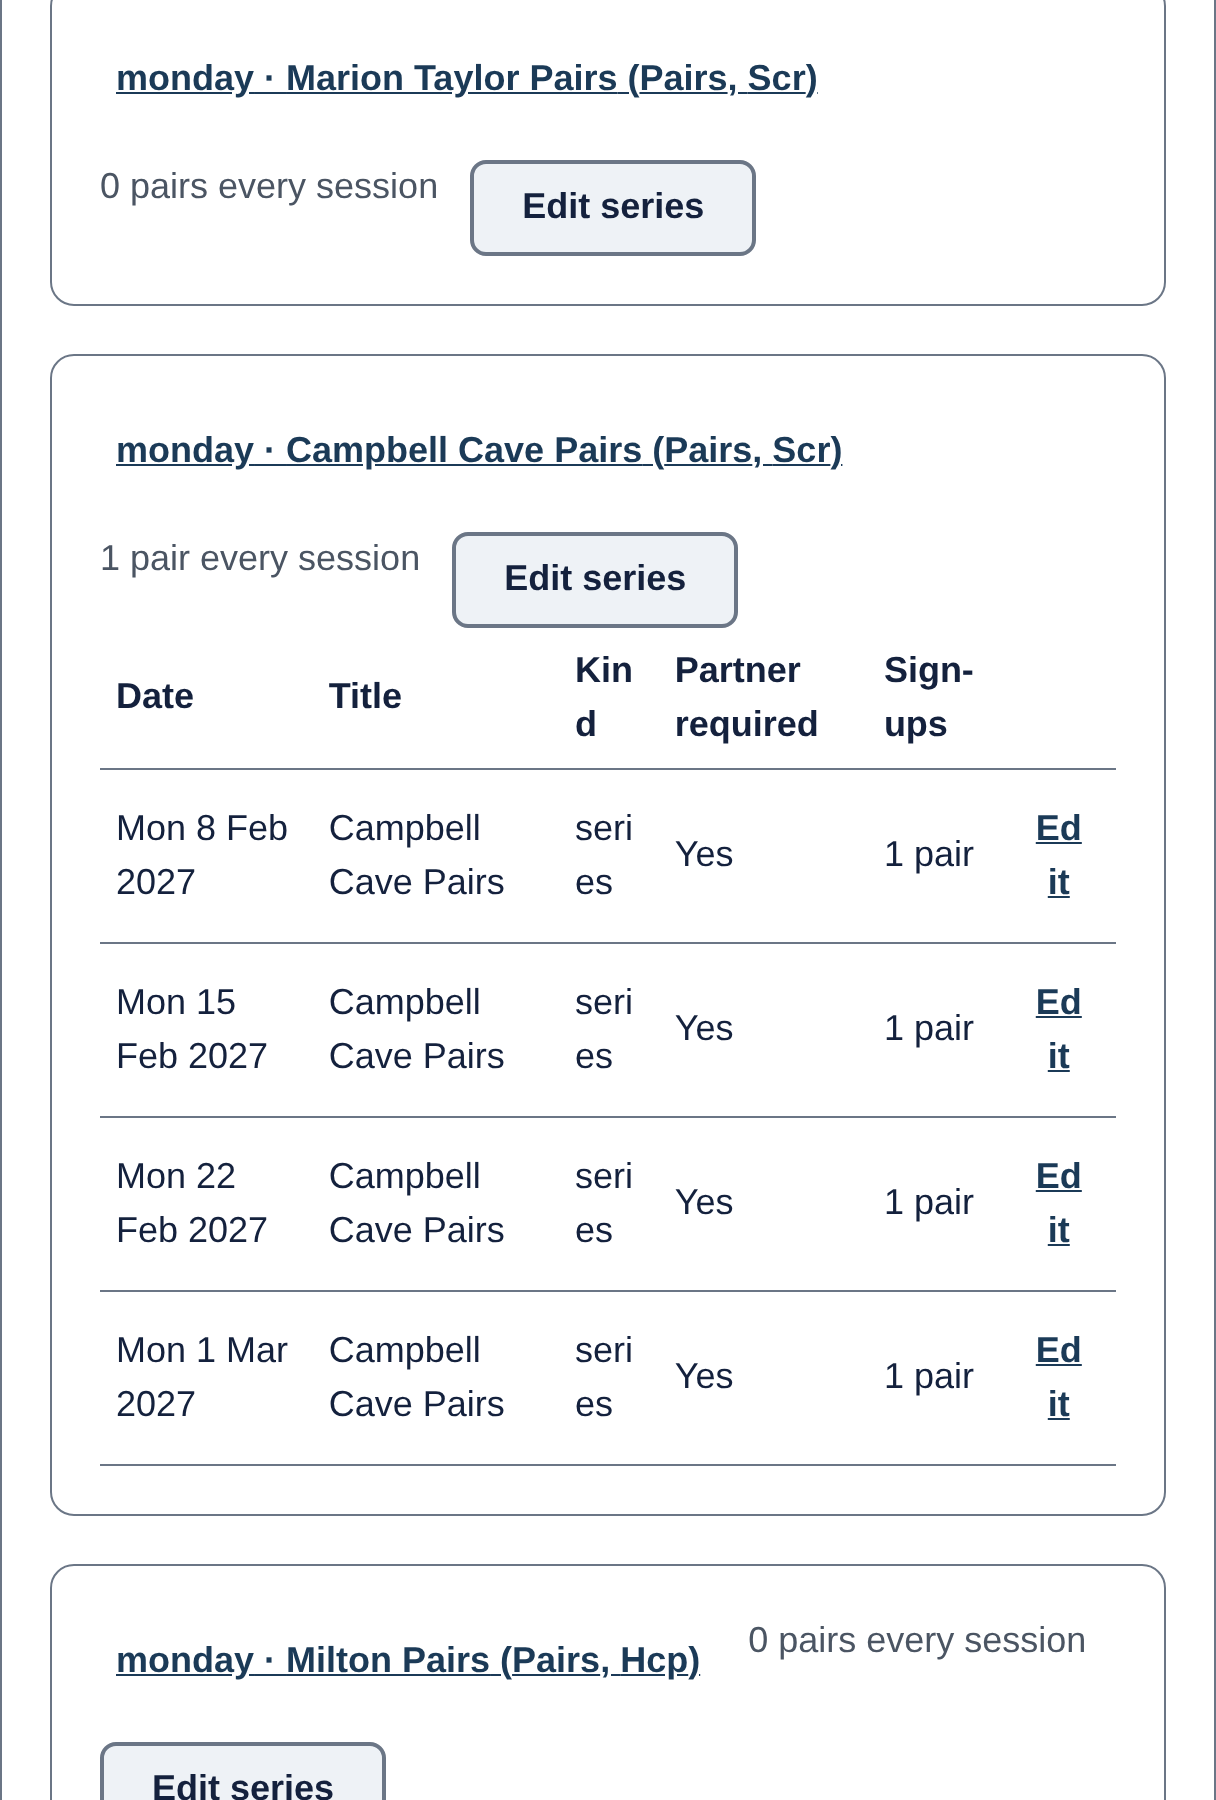 monday · Marion Taylor Pairs (Pairs, Scr)
0 pairs every session
Edit series
monday · Campbell Cave Pairs (Pairs, Scr)
1 pair every session
Edit series
Date Title Kin Partner Sign-
d required ups
Mon 8 Feb Campbell seri Yes 1 pair Ed
2027 Cave Pairs es it
Mon 15 Campbell seri Yes 1 pair Ed
Feb 2027 Cave Pairs es it
Mon 22 Campbell seri Yes 1 pair Ed
Feb 2027 Cave Pairs es it
Mon 1 Mar Campbell seri Yes 1 pair Ed
2027 Cave Pairs es it
monday · Milton Pairs (Pairs, Hcp)
0 pairs every session
Edit series